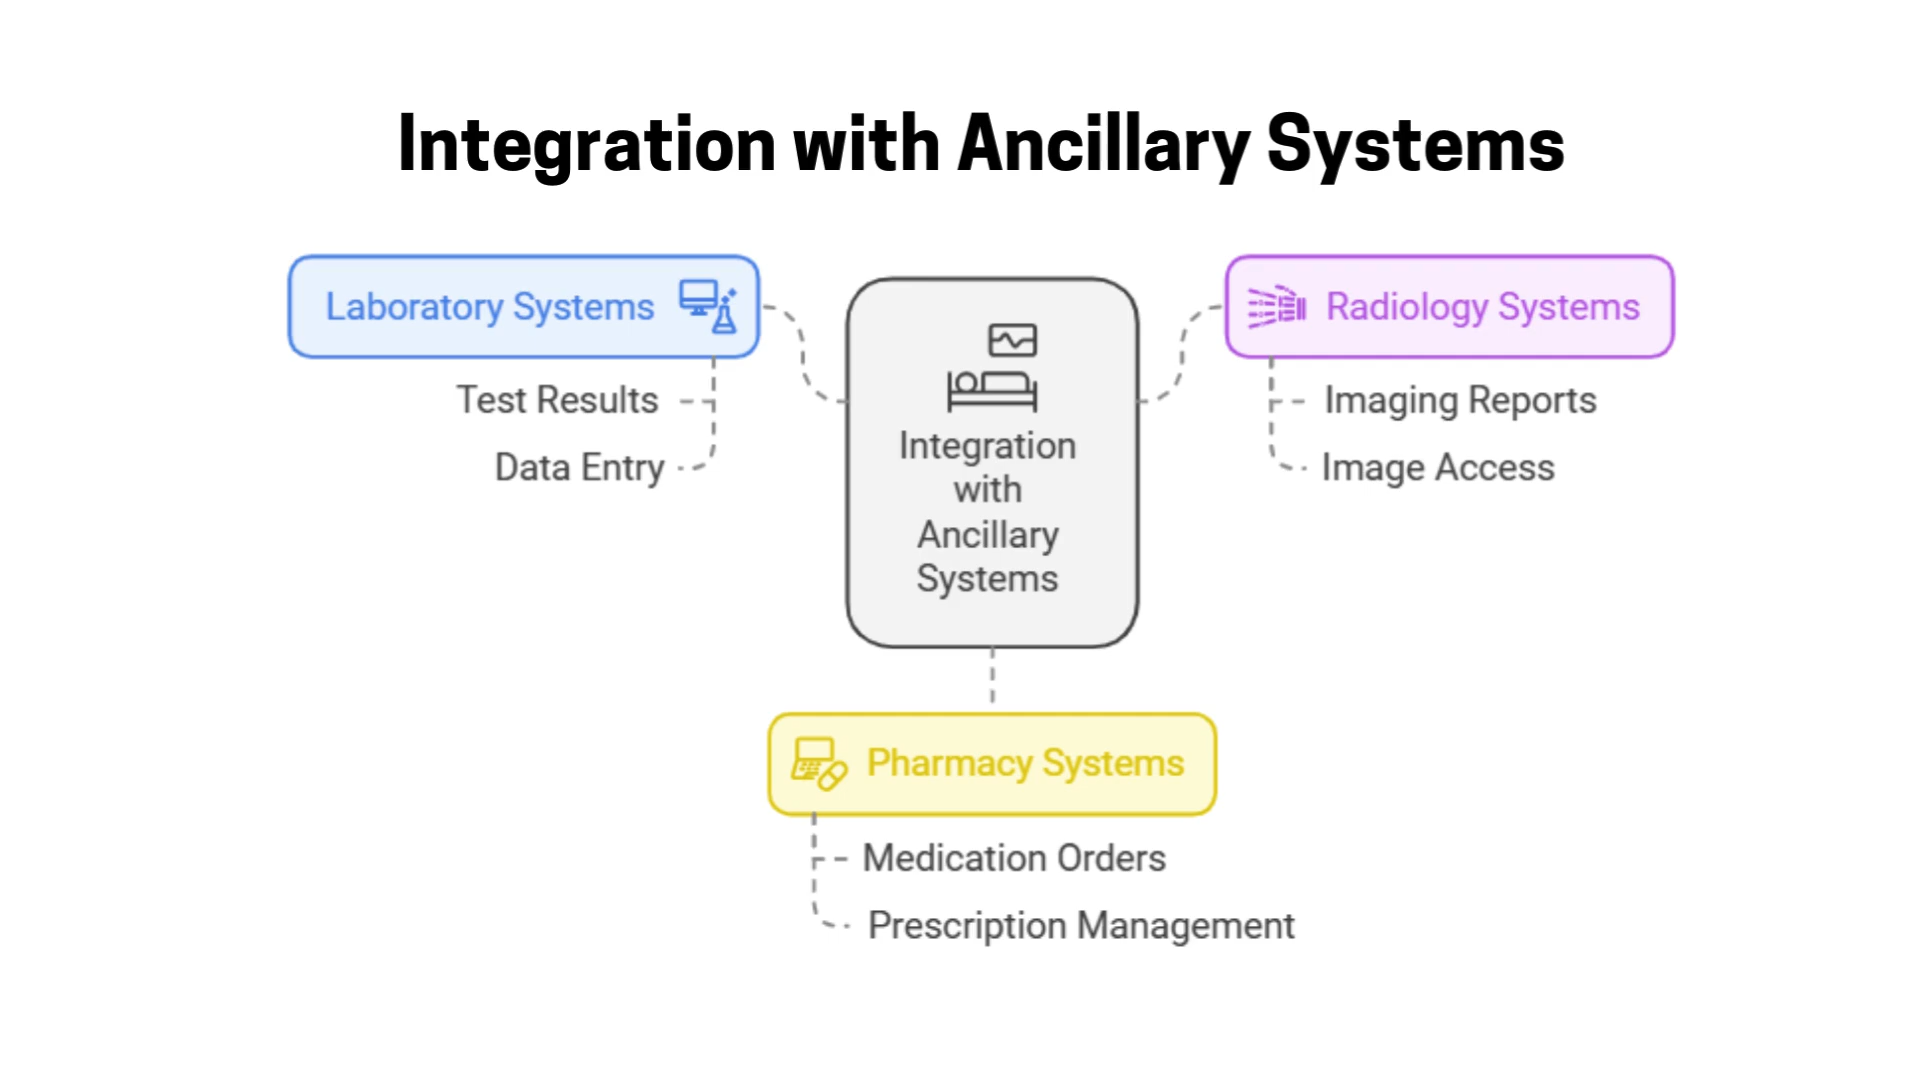 Integration with Ancillary Systems
Laboratory Systems
Test Results
Data Entry
Integration
with
Ancillary
Systems
Radiology Systems
Imaging Reports
Image Access
Pharmacy Systems
Medication Orders
Prescription Management